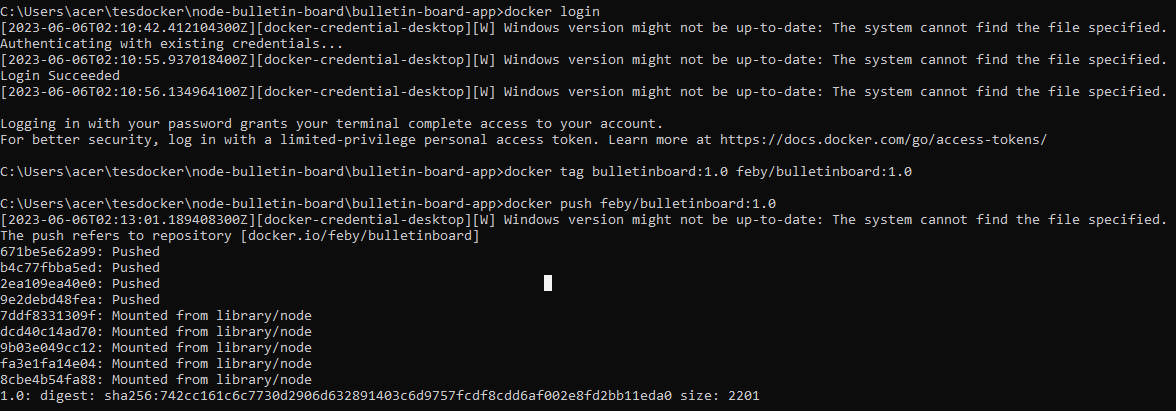 C:\Users\acer\tesdocker\node-bulletin-board\bulletin-board-app>docker login
[2023-06-06T02:10:42.412104300Z][docker-credential-desktop][W] Windows version might not be up-to-date: The system cannot find the file specified.
Authenticating with existing credentials...
[2023-06-06T02:10:55.937018400Z][docker-credential-desktop][W] Windows version might not be up-to-date: The system cannot find the file specified.
Login Succeeded
[2023-06-06T02:10:56.134964100Z][docker-credential-desktop][W] Windows version might not be up-to-date: The system cannot find the file specified.
Logging in with your password grants your terminal complete access to your account.
For better security, log in with a limited-privilege personal access token. Learn more at https://docs.docker.com/go/access-tokens/
C:\Users\acer\tesdocker\node-bulletin-board\bulletin-board-app>docker tag bulletinboard:1.0 feby/bulletinboard:1.0
C:\Users\acer\tesdocker\node-bulletin-board\bulletin-board-app>docker push feby/bulletinboard:1.0
[2023-06-06T02:13:01.189408300Z][docker-credential-desktop][W] Windows version might not be up-to-date: The system cannot find the file specified.
The push refers to repository [docker.io/feby/bulletinboard]
671be5e62a99: Pushed
b4c77fbba5ed: Pushed
2ea109ea40e0: Pushed
9e2debd48fea: Pushed
7ddf8331309f: Mounted from library/node
dcd40c14ad70: Mounted from library/node
9b03e049cc12: Mounted from library/node
fa3e1fa14e04: Mounted from library/node
8cbe4b54fa88: Mounted from library/node
1.0: digest: sha256:742cc161c6c7730d2906d632891403c6d9757fcdf8cdd6af002e8fd2bb11eda0 size: 2201